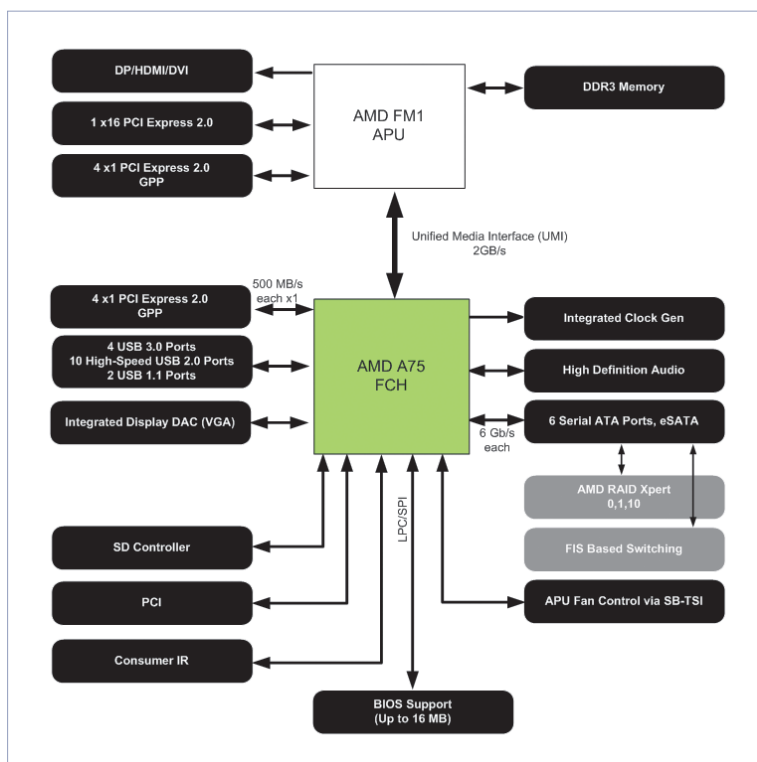 DP/HDMI/DVI
1 x16 PCI Express 2.0
4 x1 PCI Express 2.0
GPP
AMD FM1
APU
DDR3 Memory
Unified Media Interface (UMI)
2GB/s
500 MB/s
each x1
4 x1 PCI Express 2.0
GPP
4 USB 3.0 Ports
10 High-Speed USB 2.0 Ports
2 USB 1.1 Ports
Integrated Display DAC (VGA)
AMD A75
FCH
Integrated Clock Gen
High Definition Audio
6 Gb/s
each
6 Serial ATA Ports, eSATA
AMD RAID Xpert
0,1,10
FIS Based Switching
APU Fan Control via SB-TSI
LPC/SPI
SD Controller
PCI
Consumer IR
BIOS Support
(Up to 16 MB)